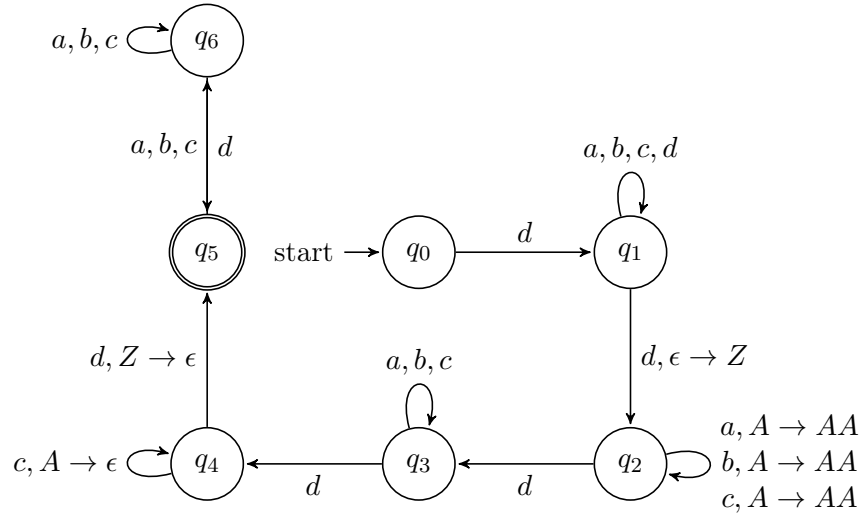 a, b, c
q6
a, b, c
d
a, b, c, d
q5
start
q0
d
q1
d, Z → ϵ
a, b, c
d, ϵ → Z
a, A → AA
c, A → ϵ
q4
d
q3
d
q2
b, A → AA
c, A → AA